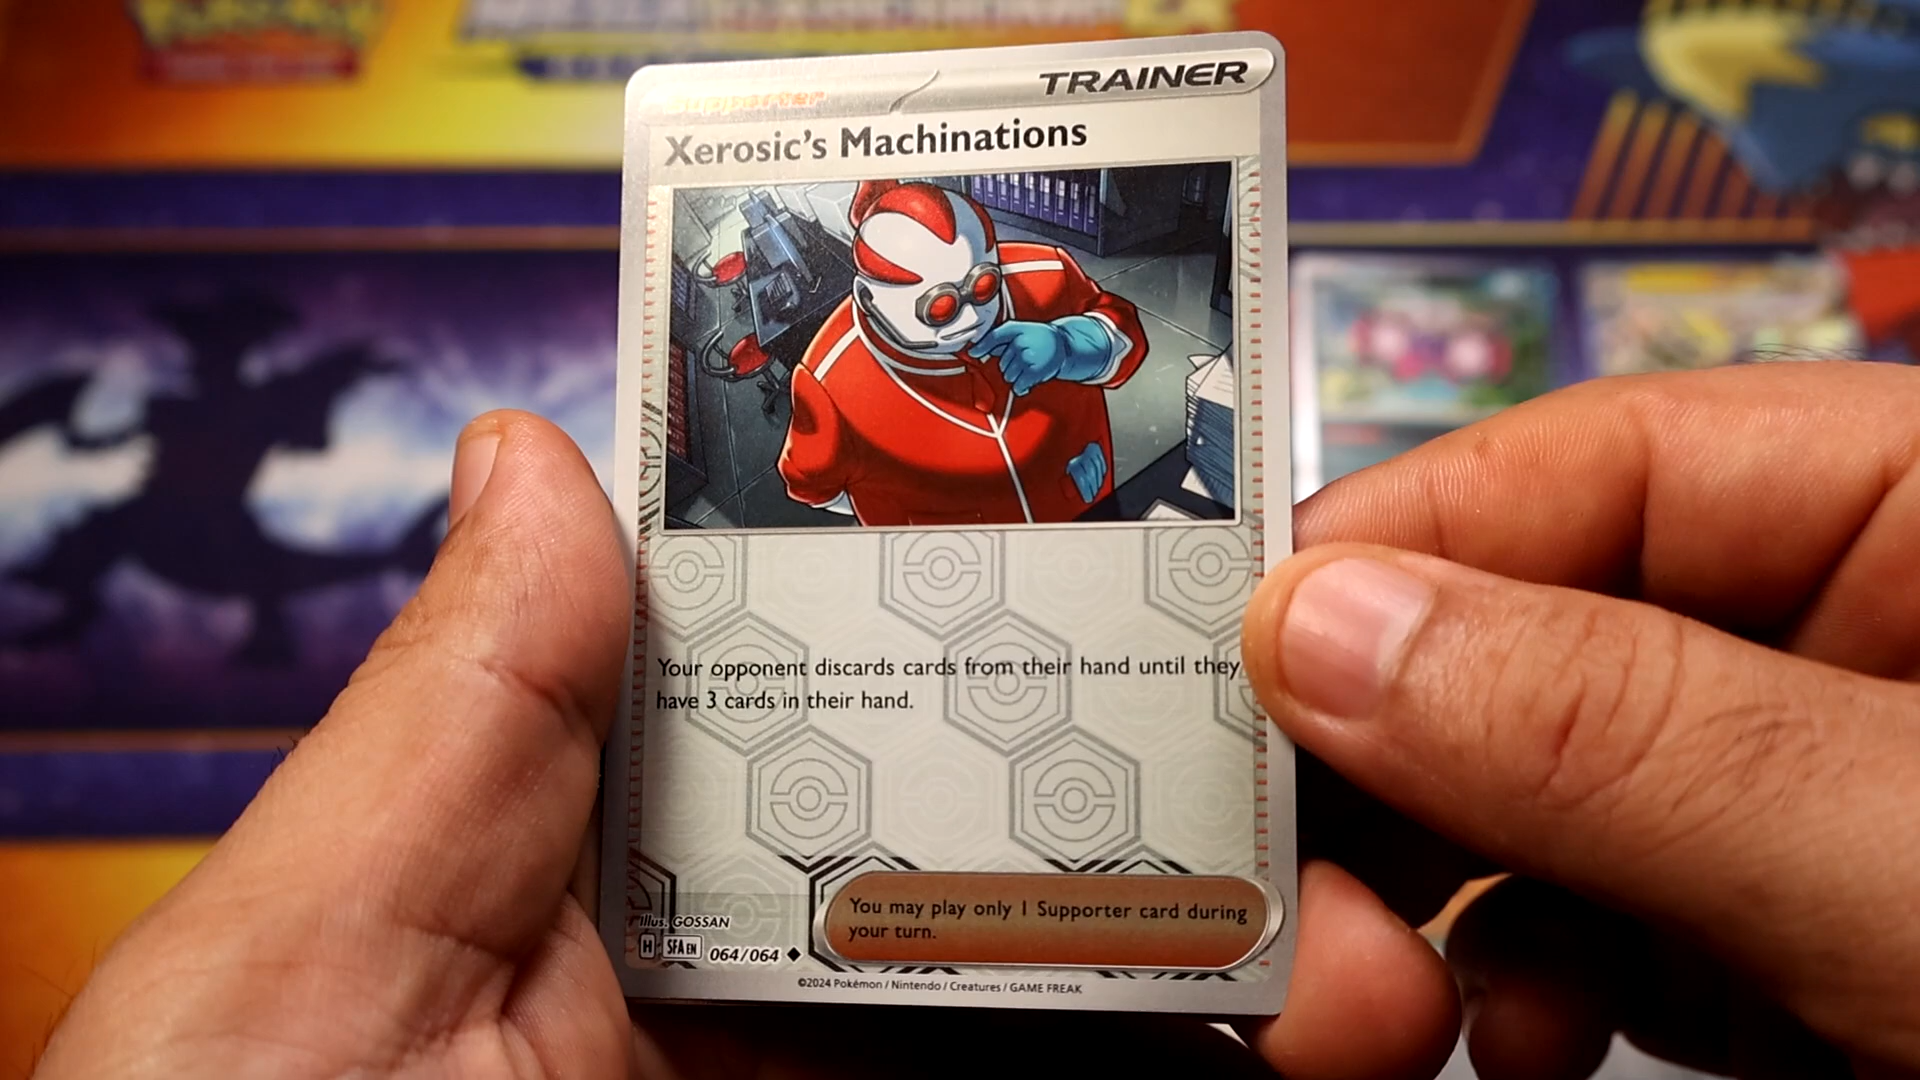 Supporter
TRAINER
Xerosic's Machinations
Your opponent discards cards from their hand until they
have 3 cards in their hand.
You may play only 1 Supporter card during
your turn.
Illus. GOSSAN
H SFA EN 064/064
©2024 Pokémon / Nintendo / Creatures / GAME FREAK